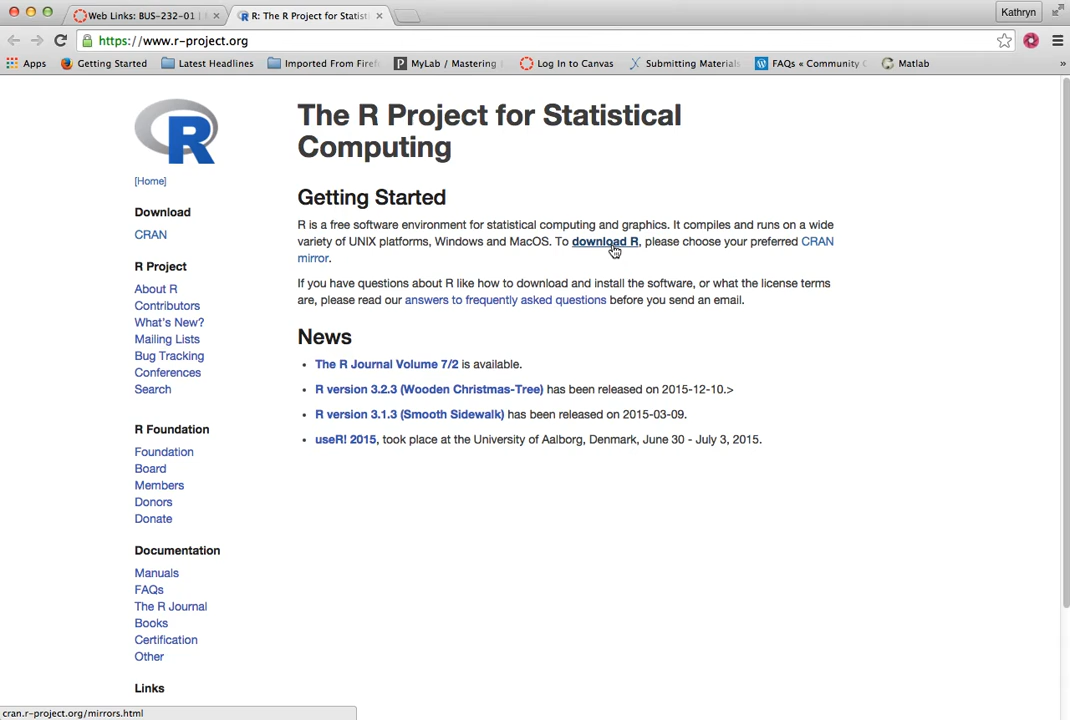 Web Links: BUS-232-01 |
R: The R Project for Statisti
Kathryn
https://www.r-project.org
Apps
Getting Started
Latest Headlines
Imported From Firef
MyLab / Mastering |
Log In to Canvas
Submitting Materials
FAQs « Community C
Matlab
»
R
[Home]
Download
CRAN
R Project
About R
Contributors
What's New?
Mailing Lists
Bug Tracking
Conferences
Search
R Foundation
Foundation
Board
Members
Donors
Donate
Documentation
Manuals
FAQs
The R Journal
Books
Certification
Other
Links
The R Project for Statistical
Computing
Getting Started
R is a free software environment for statistical computing and graphics. It compiles and runs on a wide
variety of UNIX platforms, Windows and MacOS. To download R, please choose your preferred CRAN
mirror.
If you have questions about R like how to download and install the software, or what the license terms
are, please read our answers to frequently asked questions before you send an email.
News
• The R Journal Volume 7/2 is available.
• R version 3.2.3 (Wooden Christmas-Tree) has been released on 2015-12-10.>
• R version 3.1.3 (Smooth Sidewalk) has been released on 2015-03-09.
• useR! 2015, took place at the University of Aalborg, Denmark, June 30 - July 3, 2015.
cran.r-project.org/mirrors.html